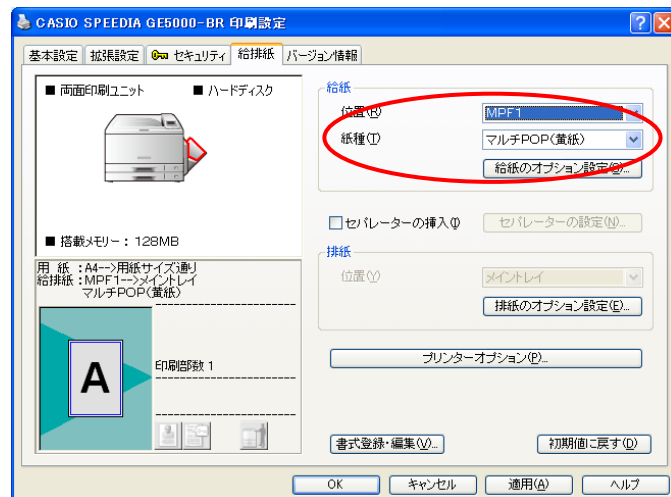 CASIO SPEEDIA GE5000-BR 印刷設定
基本設定 拡張設定 セキュリティ 給排紙 バージョン情報
■ 両面印刷ユニット ■ ハードディスク
■ 搭載メモリー：128MB
用 紙 ：A4-->用紙サイズ通り
給排紙：MPF1-->メイントレイ
マルチPOP(黄紙)
A
印刷部数 1
給紙
位置(R) MPF1
紙種(T) マルチPOP(黄紙)
給紙のオプション設定(S)...
セパレーターの挿入(I) セパレーターの設定(N)...
排紙
位置(Y) メイントレイ
排紙のオプション設定(E)...
プリンターオプション(P)...
書式登録・編集(V)... 初期値に戻す(D)
OK キャンセル 適用(A) ヘルプ